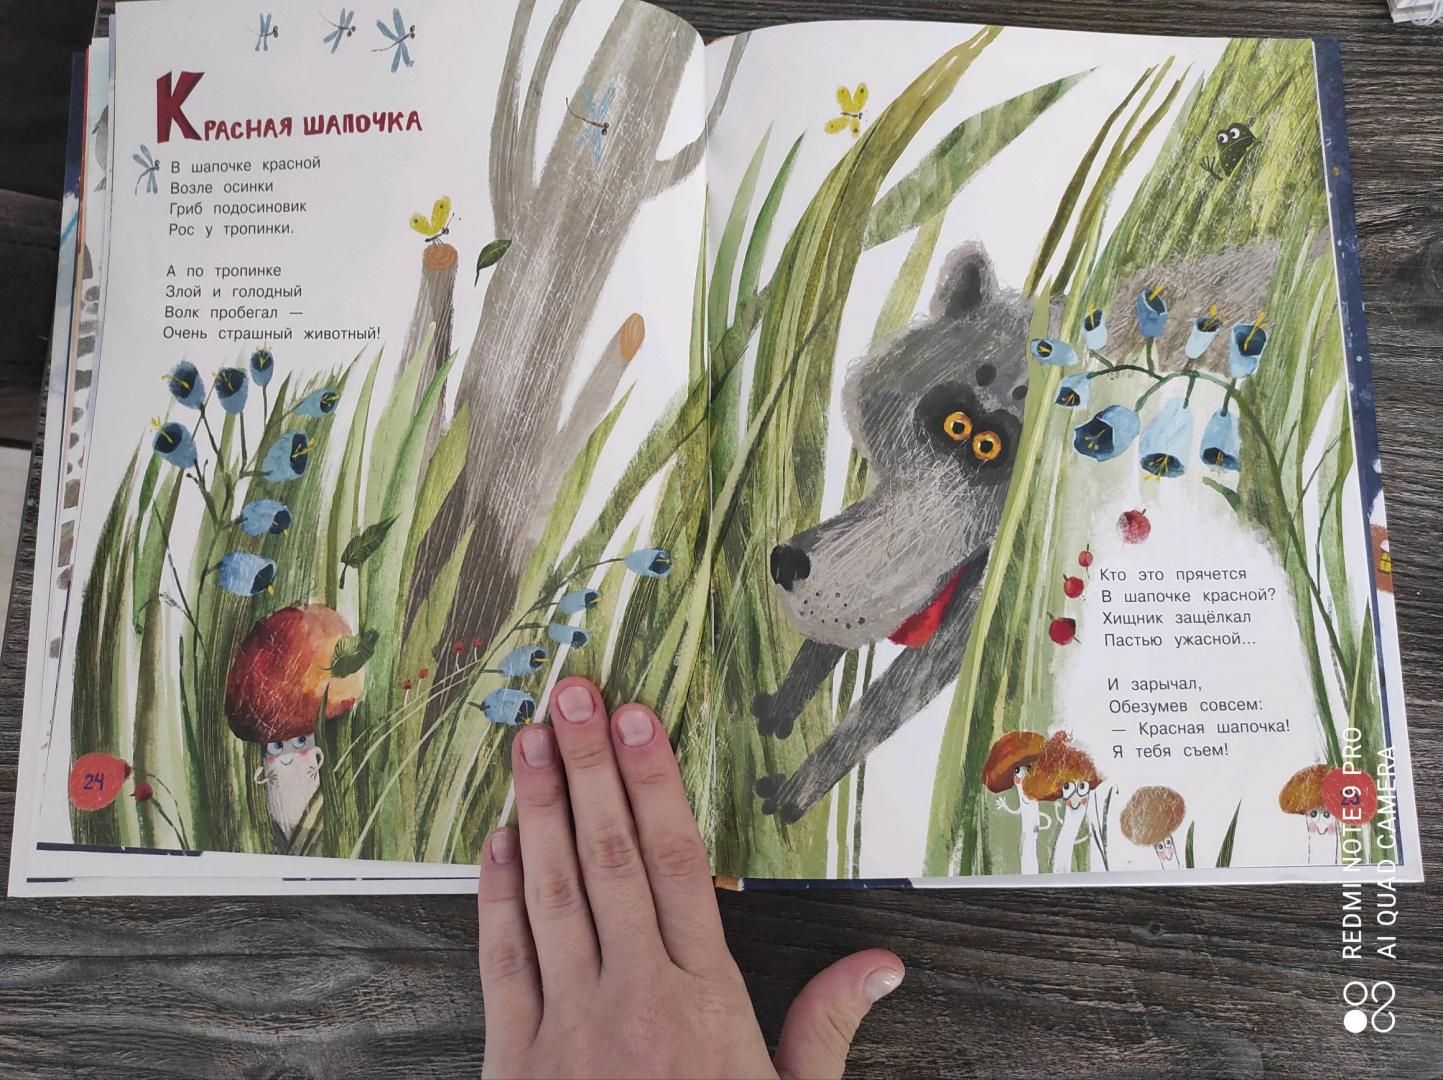 Красная шапочка
В шапочке красной
Возле осинки
Гриб подосиновик
Рос у тропинки.
А по тропинке
Злой и голодный
Волк пробегал —
Очень страшный животный!
24
Кто это прячется
В шапочке красной?
Хищник защёлкал
Пастью ужасной...
И зарычал,
Обезумев совсем:
— Красная шапочка!
Я тебя съем!
REDMI NOTE 9 PRO
AI QUAD CAMERA